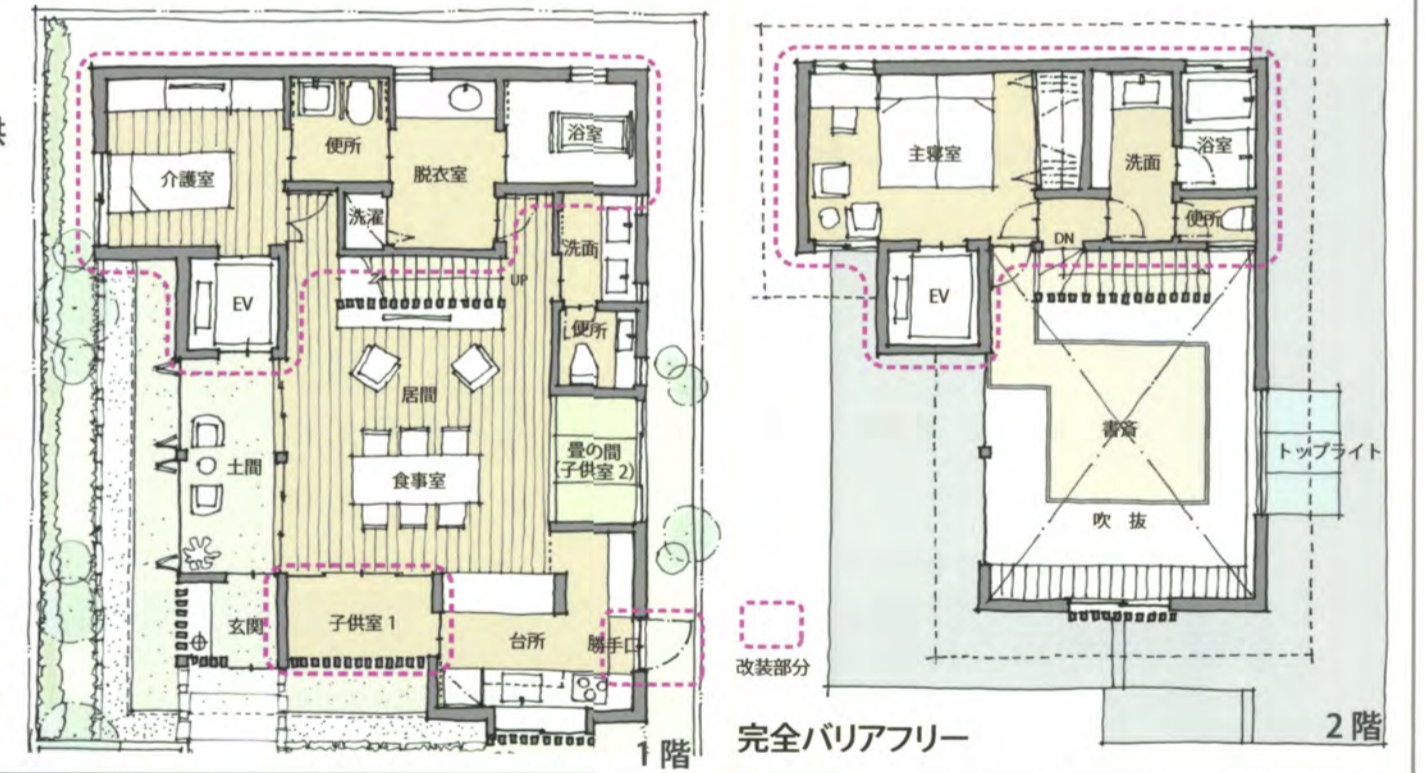 供
便所
浴室
介護室
脱衣室
洗濯
洗面
EV
UP
便所
居間
畳の間
(子供室 2)
土間
食事室
玄関
子供室 1
台所
勝手口
1 階
主寝室
洗面
浴室
便所
DN
EV
書斎
トップライト
吹 抜
改装部分
完全バリアフリー
2 階